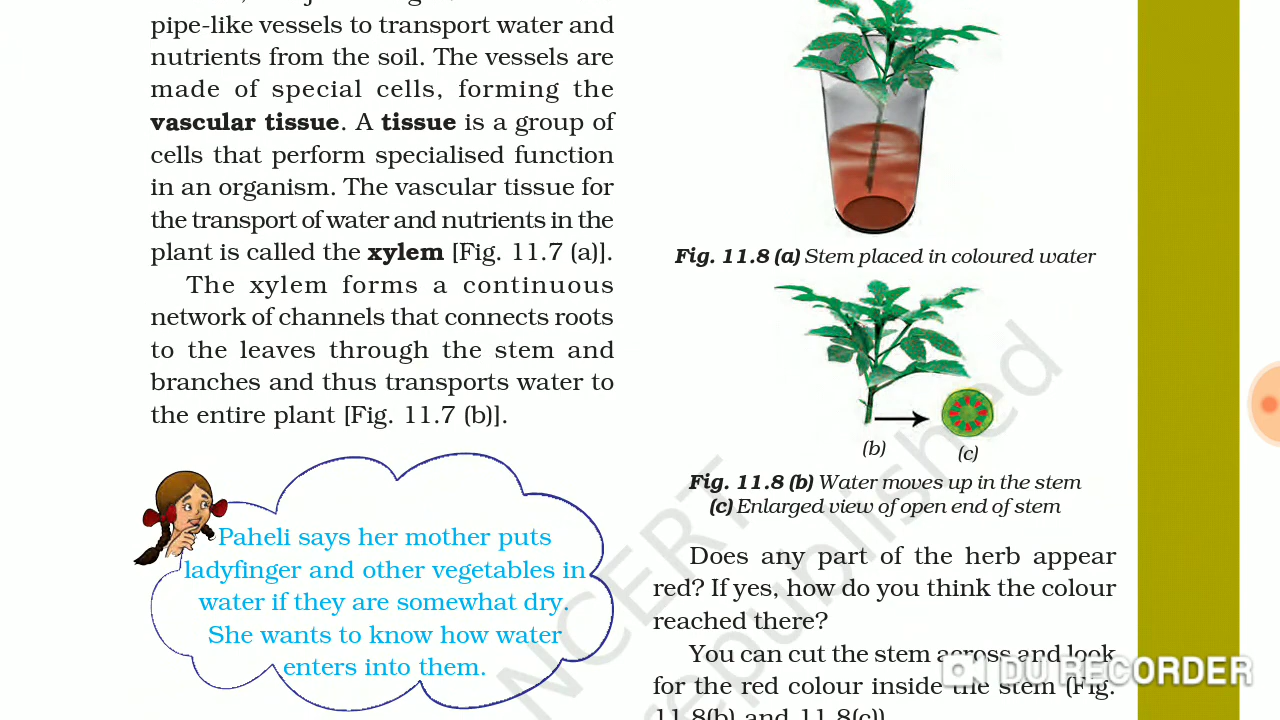 pipe-like vessels to transport water and
nutrients from the soil. The vessels are
made of special cells, forming the
vascular tissue. A tissue is a group of
cells that perform specialised function
in an organism. The vascular tissue for
the transport of water and nutrients in the
plant is called the xylem [Fig. 11.7 (a)].
The xylem forms a continuous
network of channels that connects roots
to the leaves through the stem and
branches and thus transports water to
the entire plant [Fig. 11.7 (b)].
Paheli says her mother puts
ladyfinger and other vegetables in
water if they are somewhat dry.
She wants to know how water
enters into them.
Fig. 11.8 (a) Stem placed in coloured water
(b)
(c)
Fig. 11.8 (b) Water moves up in the stem
(c) Enlarged view of open end of stem
Does any part of the herb appear
red? If yes, how do you think the colour
reached there?
You can cut the stem across and look
for the red colour inside the stem (Fig.
11.8(b) and 11.8(c)).
NCERT
republished
DU RECORDER